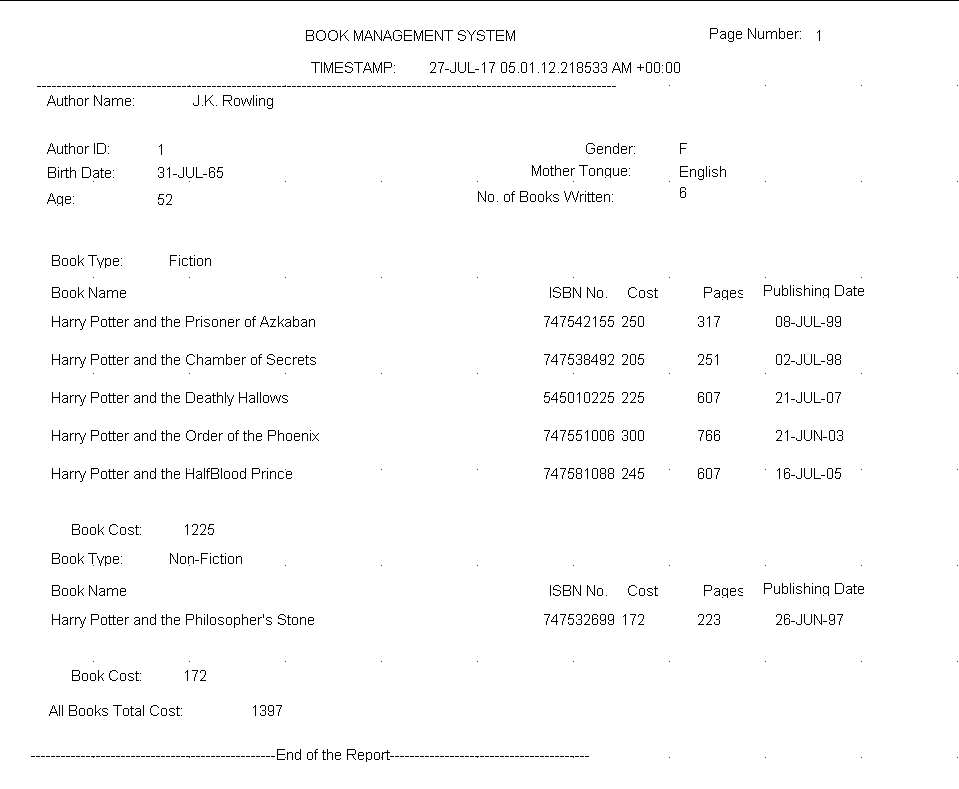 BOOK MANAGEMENT SYSTEM Page Number: 1
TIMESTAMP: 27-JUL-17 05.01.12.218533 AM +00:00
Author Name: J.K. Rowling
Author ID: 1 Gender: F
Birth Date: 31-JUL-65 Mother Tongue: English
Age: 52 No. of Books Written: 6
Book Type: Fiction
Book Name ISBN No. Cost Pages Publishing Date
Harry Potter and the Prisoner of Azkaban 747542155 250 317 08-JUL-99
Harry Potter and the Chamber of Secrets 747538492 205 251 02-JUL-98
Harry Potter and the Deathly Hallows 545010225 225 607 21-JUL-07
Harry Potter and the Order of the Phoenix 747551006 300 766 21-JUN-03
Harry Potter and the HalfBlood Prince 747581088 245 607 16-JUL-05
Book Cost: 1225
Book Type: Non-Fiction
Book Name ISBN No. Cost Pages Publishing Date
Harry Potter and the Philosopher's Stone 747532699 172 223 26-JUN-97
Book Cost: 172
All Books Total Cost: 1397
-------------------------------------------------End of the Report----------------------------------------